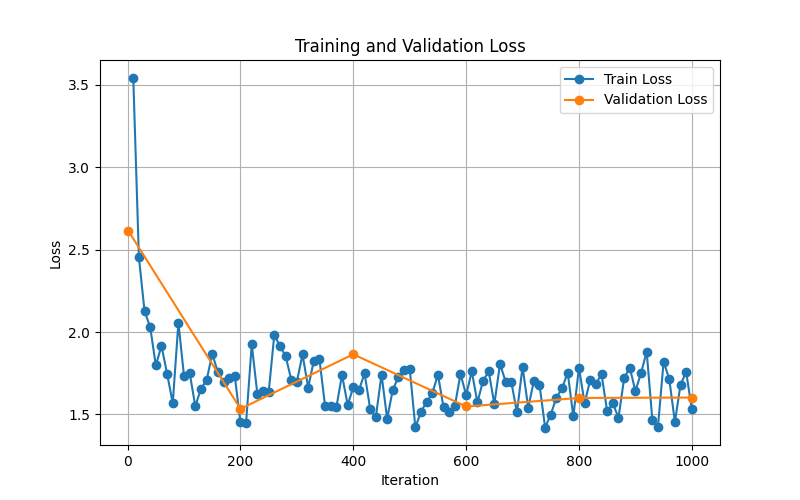 Training and Validation Loss
Train Loss
Validation Loss
3.5
3.0
2.5
2.0
1.5
Loss
0 200 400 600 800 1000
Iteration